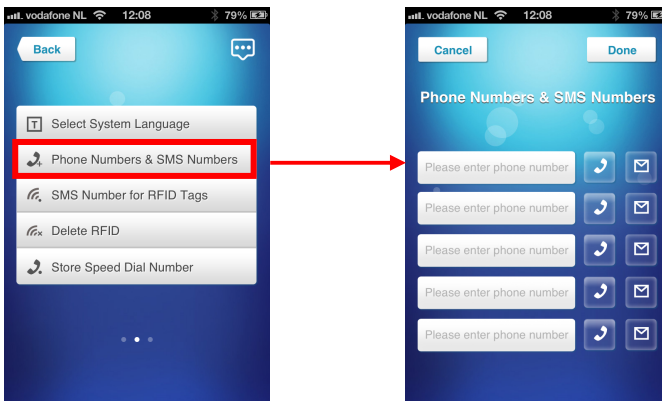 vodafone NL 12:08 79%
Back
T Select System Language
Phone Numbers & SMS Numbers
SMS Number for RFID Tags
Delete RFID
Store Speed Dial Number
vodafone NL 12:08 79%
Cancel Done
Phone Numbers & SMS Numbers
Please enter phone number
Please enter phone number
Please enter phone number
Please enter phone number
Please enter phone number